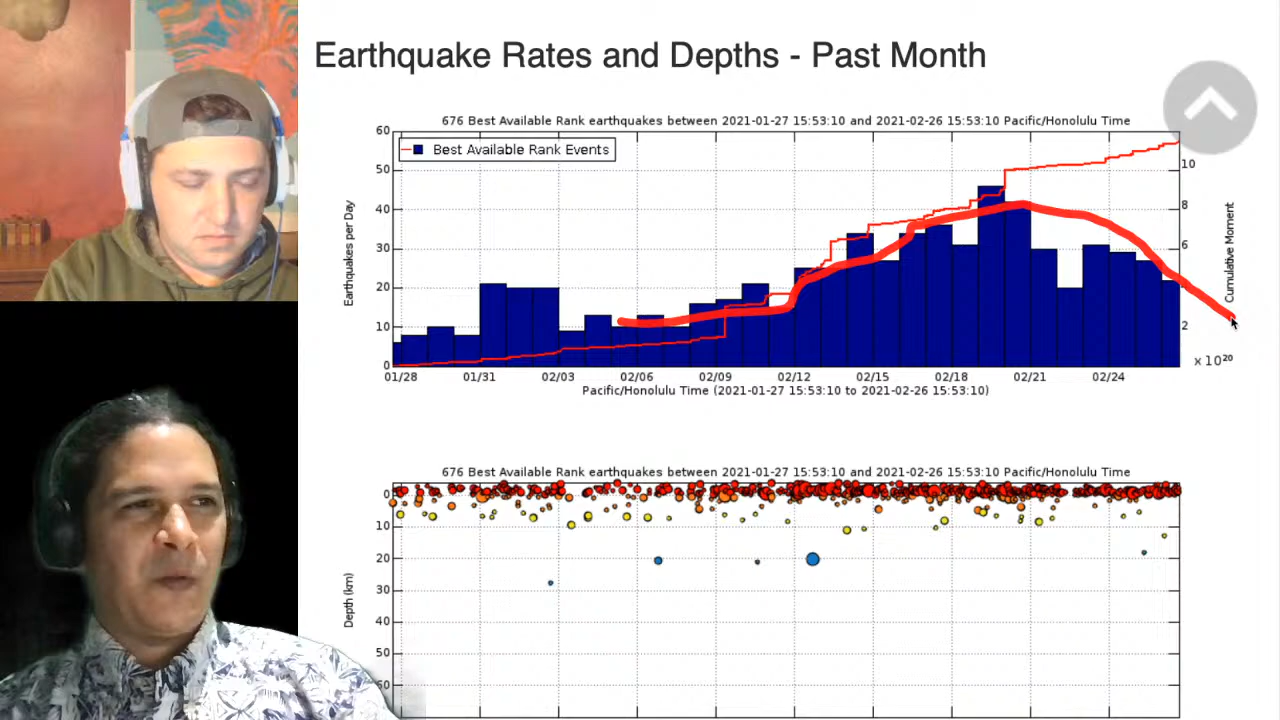 Earthquake Rates and Depths - Past Month
676 Best Available Rank earthquakes between 2021-01-27 15:53:10 and 2021-02-26 15:53:10 Pacific/Honolulu Time
Best Available Rank Events
60
50
40
30
20
10
0
Earthquakes per Day
10
8
6
2
x10^20
Cumulative Moment
01/28 01/31 02/03 02/06 02/09 02/12 02/15 02/18 02/21 02/24
Pacific/Honolulu Time (2021-01-27 15:53:10 to 2021-02-26 15:53:10)
676 Best Available Rank earthquakes between 2021-01-27 15:53:10 and 2021-02-26 15:53:10 Pacific/Honolulu Time
0
10
20
30
40
50
60
Depth (km)